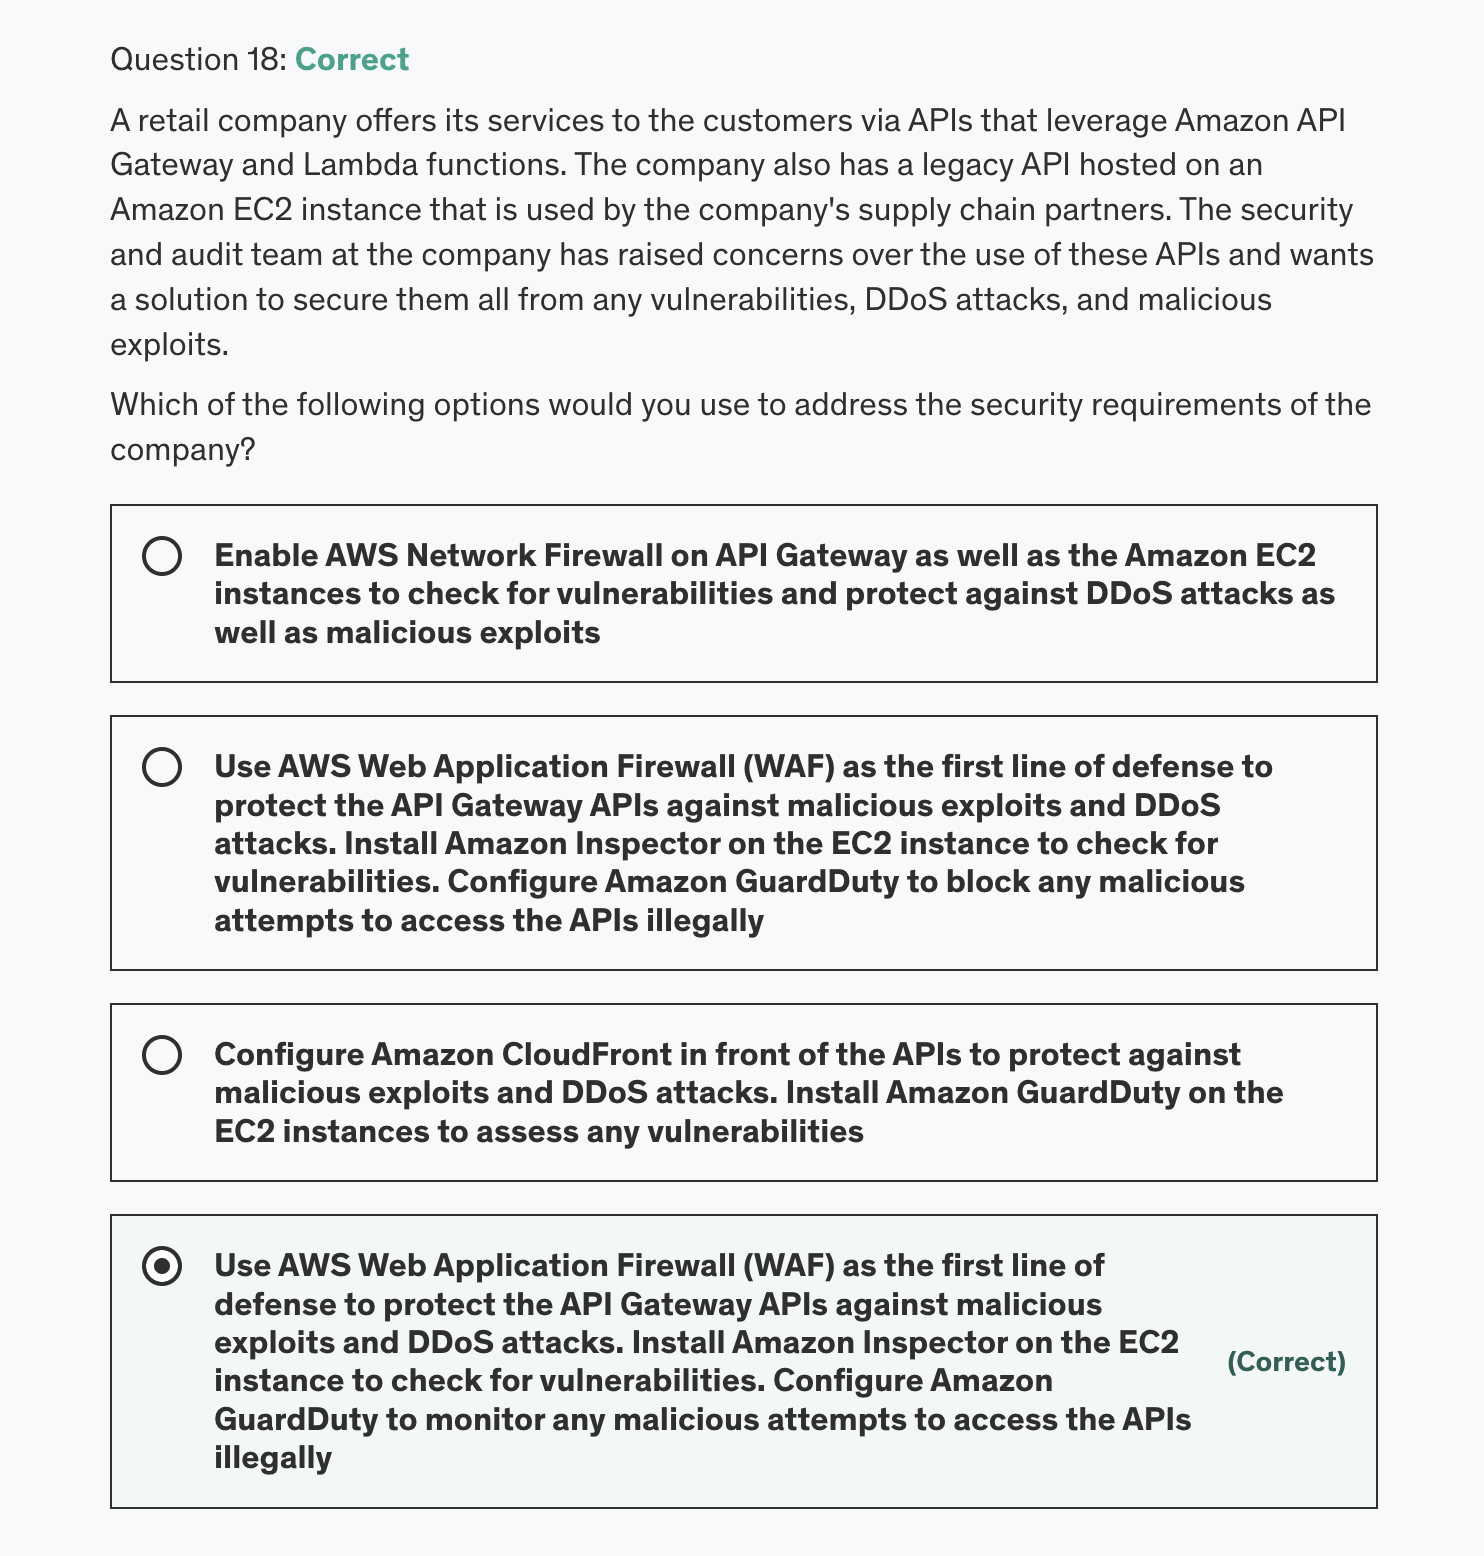 Question 18: Correct
A retail company offers its services to the customers via APIs that leverage Amazon API
Gateway and Lambda functions. The company also has a legacy API hosted on an
Amazon EC2 instance that is used by the company's supply chain partners. The security
and audit team at the company has raised concerns over the use of these APIs and wants
a solution to secure them all from any vulnerabilities, DDoS attacks, and malicious
exploits.
Which of the following options would you use to address the security requirements of the
company?
Enable AWS Network Firewall on API Gateway as well as the Amazon EC2
instances to check for vulnerabilities and protect against DDoS attacks as
well as malicious exploits
Use AWS Web Application Firewall (WAF) as the first line of defense to
protect the API Gateway APIs against malicious exploits and DDoS
attacks. Install Amazon Inspector on the EC2 instance to check for
vulnerabilities. Configure Amazon GuardDuty to block any malicious
attempts to access the APIs illegally
Configure Amazon CloudFront in front of the APIs to protect against
malicious exploits and DDoS attacks. Install Amazon GuardDuty on the
EC2 instances to assess any vulnerabilities
Use AWS Web Application Firewall (WAF) as the first line of
defense to protect the API Gateway APIs against malicious
exploits and DDoS attacks. Install Amazon Inspector on the EC2
instance to check for vulnerabilities. Configure Amazon
GuardDuty to monitor any malicious attempts to access the APIs
illegally
(Correct)